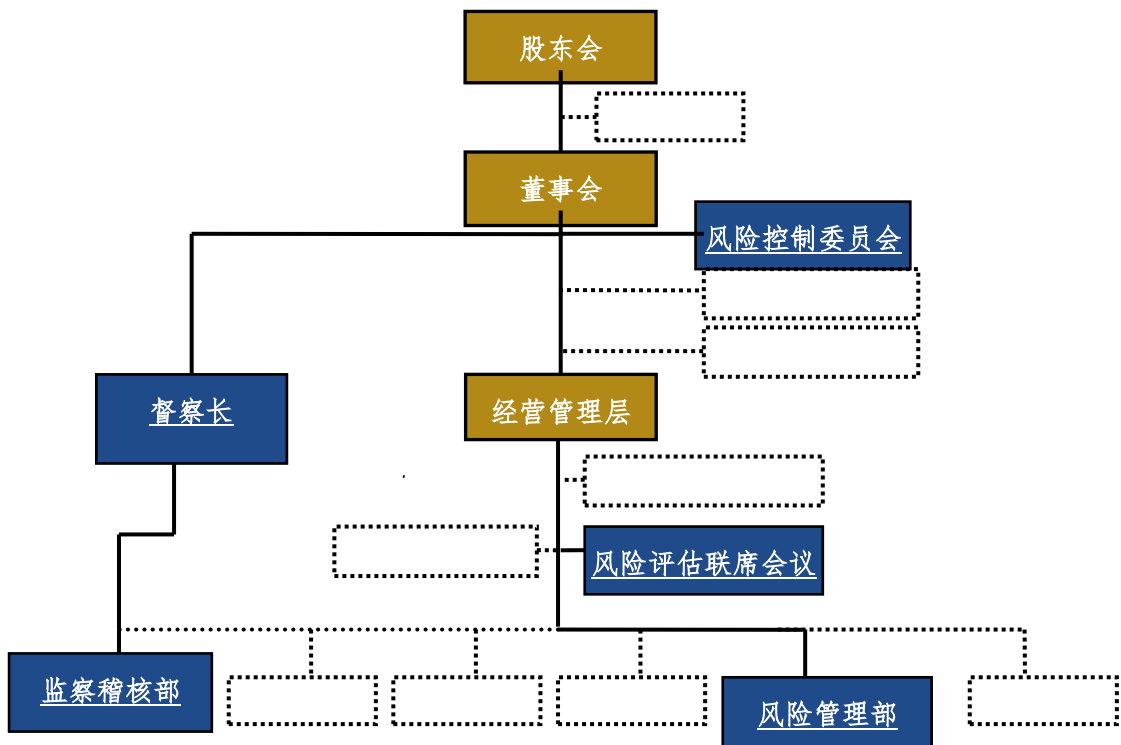 股东会
董事会
风险控制委员会
督察长
经营管理层
风险评估联席会议
监察稽核部
风险管理部